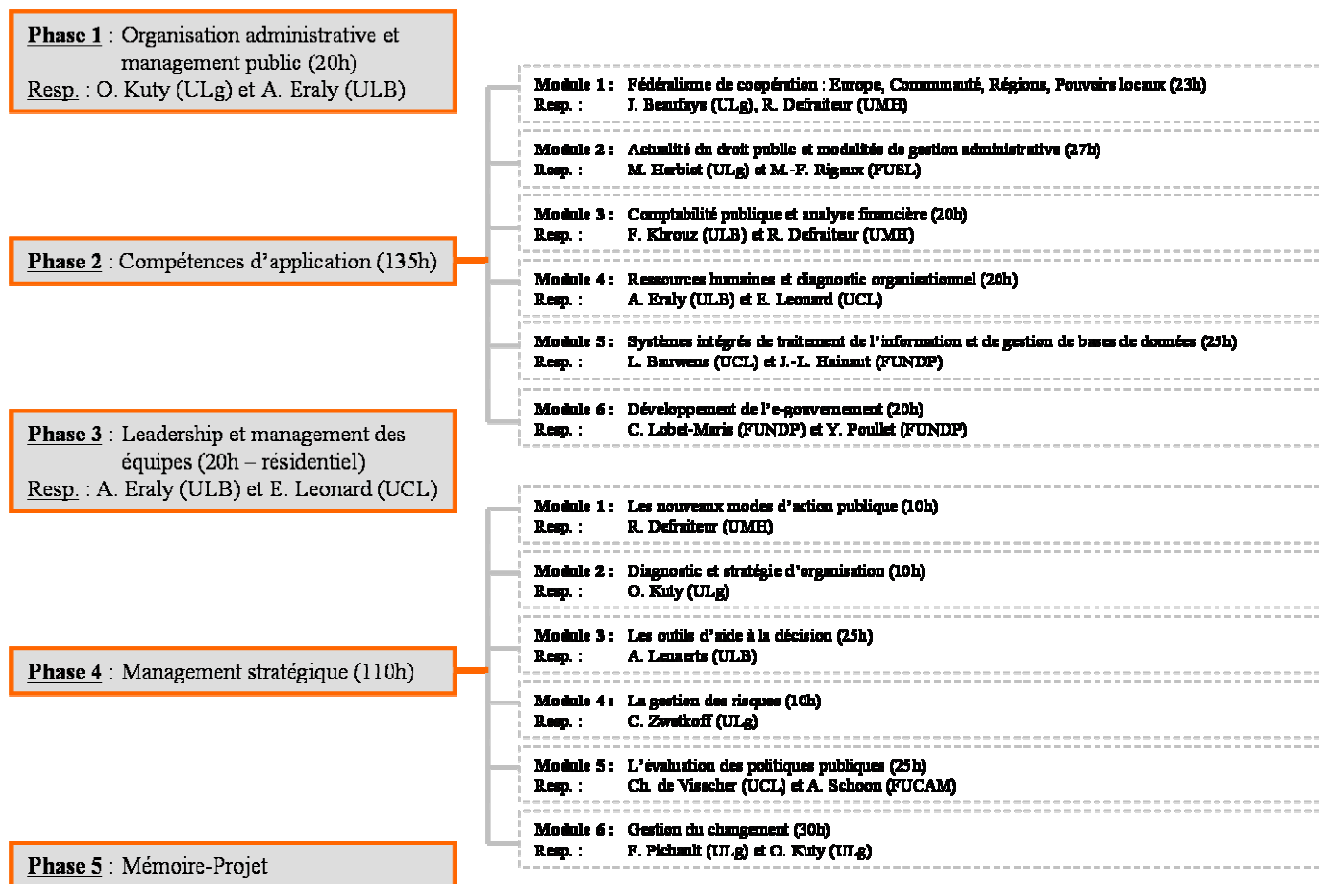 Phase 1 : Organisation administrative et
management public (20h)
Resp. : O. Kuty (ULg) et A. Eraly (ULB)
Phase 2 : Compétences d'application (135h)
Module 1 : Fédéralisme de coopération : Europe, Communauté, Régions, Pouvoirs locaux (23h)
Resp. : J. Beaufays (ULg), R. Defraiteur (UMH)
Module 2 : Actualité du droit public et modalités de gestion administrative (27h)
Resp. : M. Herbiet (ULg) et M.-F. Rigaux (FUSL)
Module 3 : Comptabilité publique et analyse financière (20h)
Resp. : F. Khrouz (ULB) et R. Defraiteur (UMH)
Module 4 : Ressources humaines et diagnostic organisationnel (20h)
Resp. : A. Eraly (ULB) et E. Leonard (UCL)
Module 5 : Systèmes intégrés de traitement de l'information et de gestion de bases de données (25h)
Resp. : L. Bauwens (UCL) et J.-L. Hainaut (FUNDP)
Module 6 : Développement de l'e-gouvernement (20h)
Resp. : C. Lobet-Maris (FUNDP) et Y. Poullet (FUNDP)
Phase 3 : Leadership et management des
équipes (20h – résidentiel)
Resp. : A. Eraly (ULB) et E. Leonard (UCL)
Phase 4 : Management stratégique (110h)
Module 1 : Les nouveaux modes d'action publique (10h)
Resp. : R. Defraiteur (UMH)
Module 2 : Diagnostic et stratégie d'organisation (10h)
Resp. : O. Kuty (ULg)
Module 3 : Les outils d'aide à la décision (25h)
Resp. : A. Lenaerts (ULB)
Module 4 : La gestion des risques (10h)
Resp. : C. Zwetkoff (ULg)
Module 5 : L'évaluation des politiques publiques (25h)
Resp. : Ch. de Visscher (UCL) et A. Schoon (FUCAM)
Module 6 : Gestion du changement (30h)
Resp. : F. Pichault (ULg) et O. Kuty (ULg)
Phase 5 : Mémoire-Projet